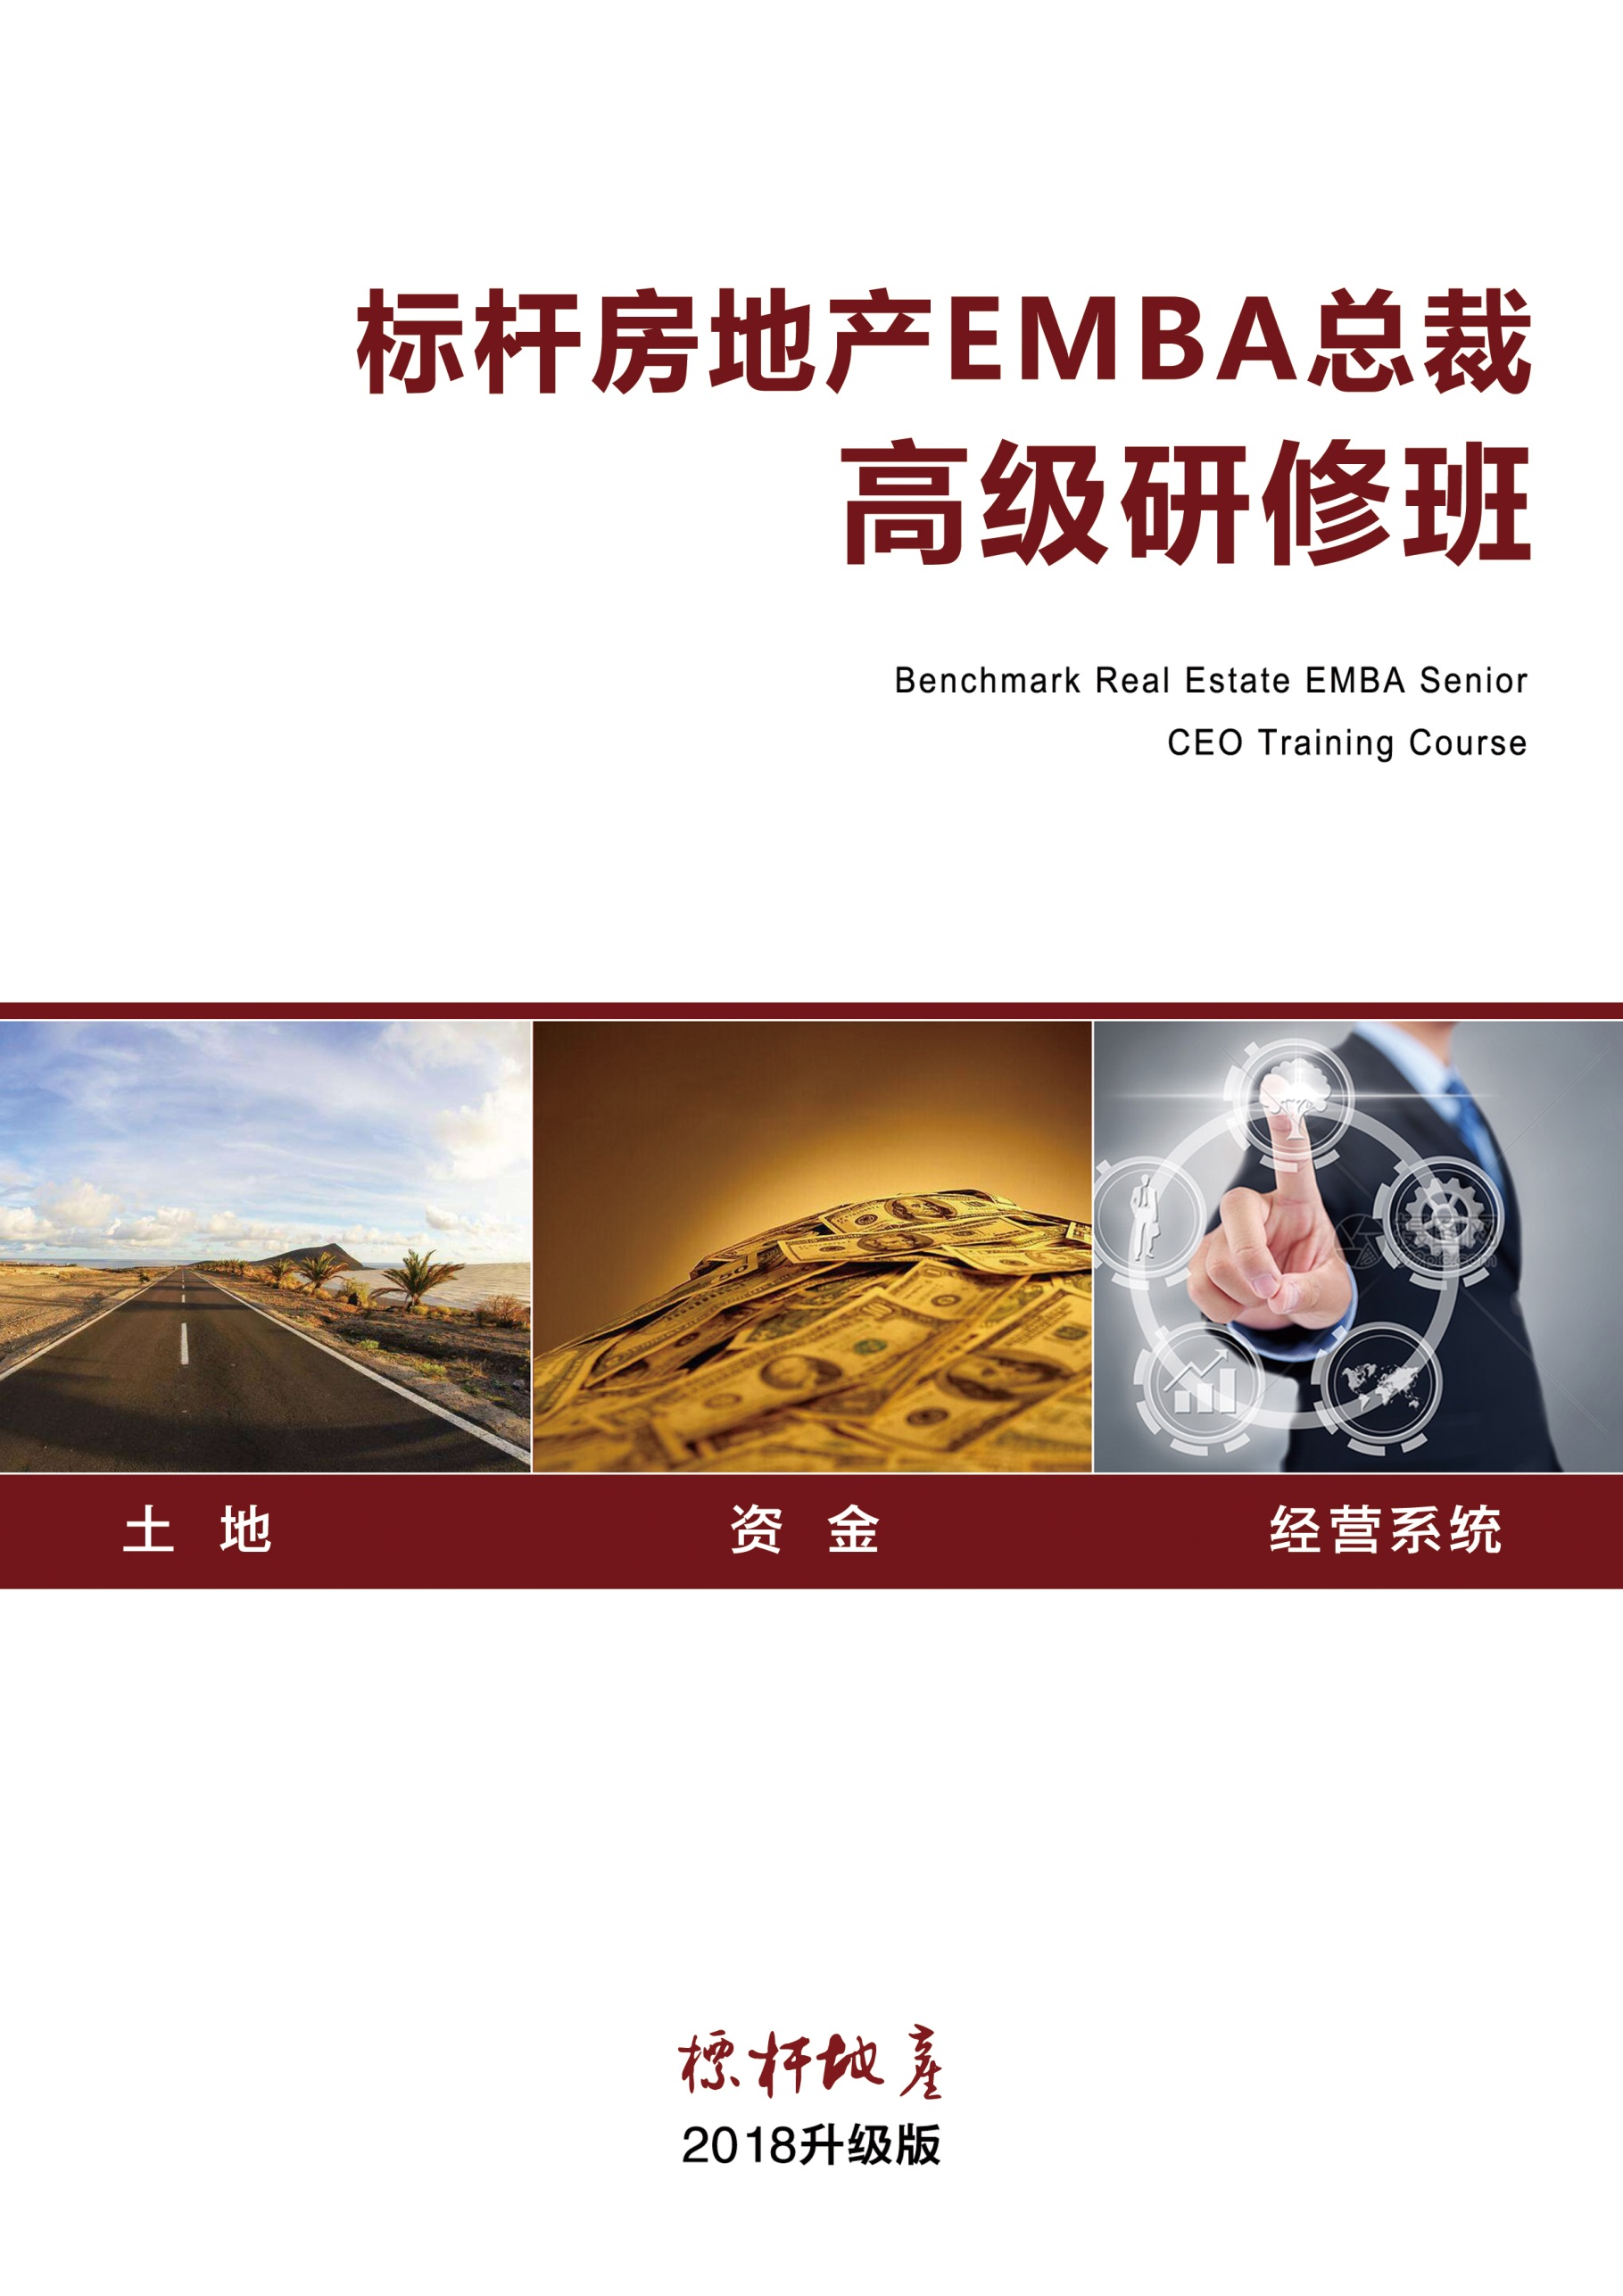 标杆房地产EMBA总裁
高级研修班
Benchmark Real Estate EMBA Senior
CEO Training Course
土 地
资 金
经营系统
標杆地產
2018升级版